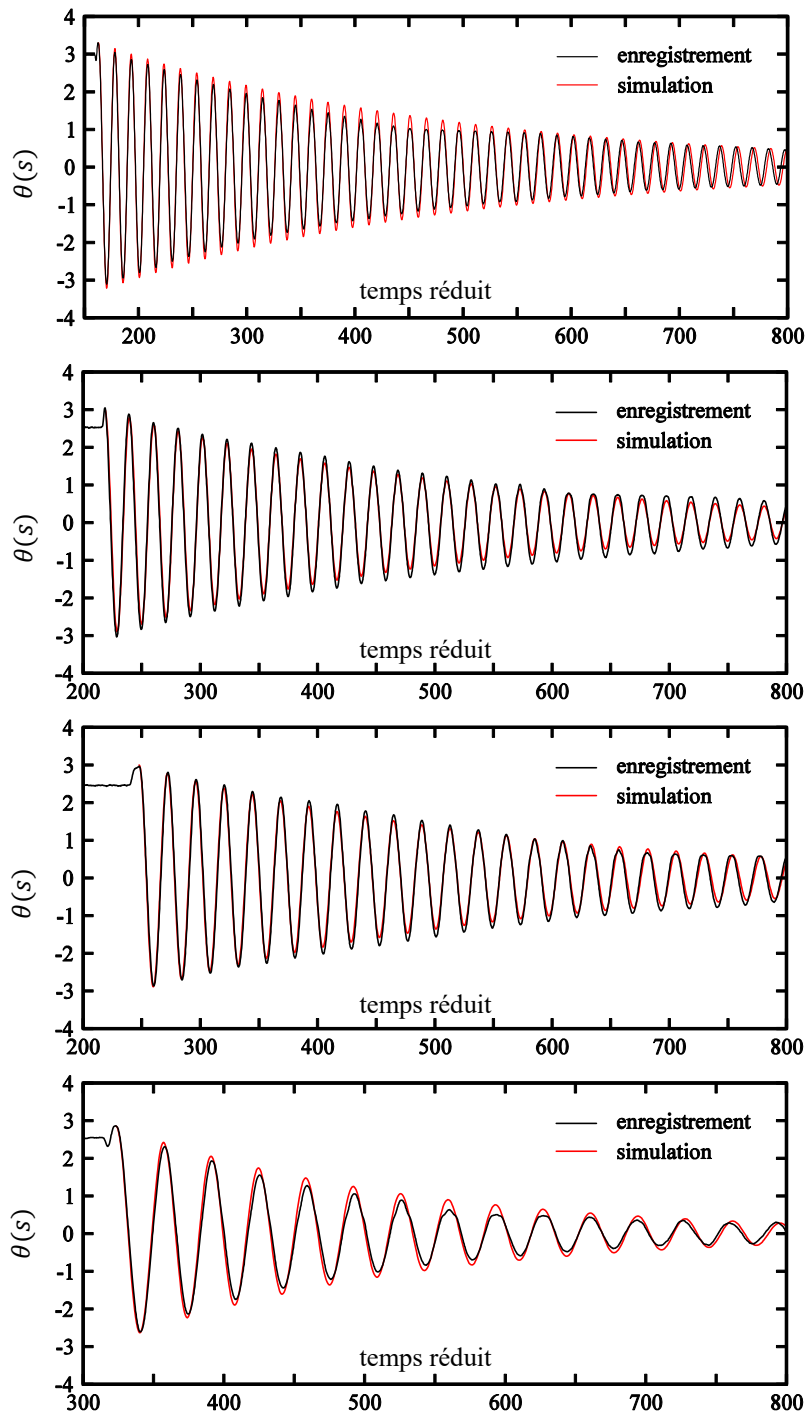 4
3
2
1
0
-1
-2
-3
-4
θ(s)
enregistrement
simulation
temps réduit
200 300 400 500 600 700 800
4
3
2
1
0
-1
-2
-3
-4
θ(s)
enregistrement
simulation
temps réduit
200 300 400 500 600 700 800
4
3
2
1
0
-1
-2
-3
-4
θ(s)
enregistrement
simulation
temps réduit
200 300 400 500 600 700 800
4
3
2
1
0
-1
-2
-3
-4
θ(s)
enregistrement
simulation
temps réduit
300 400 500 600 700 800